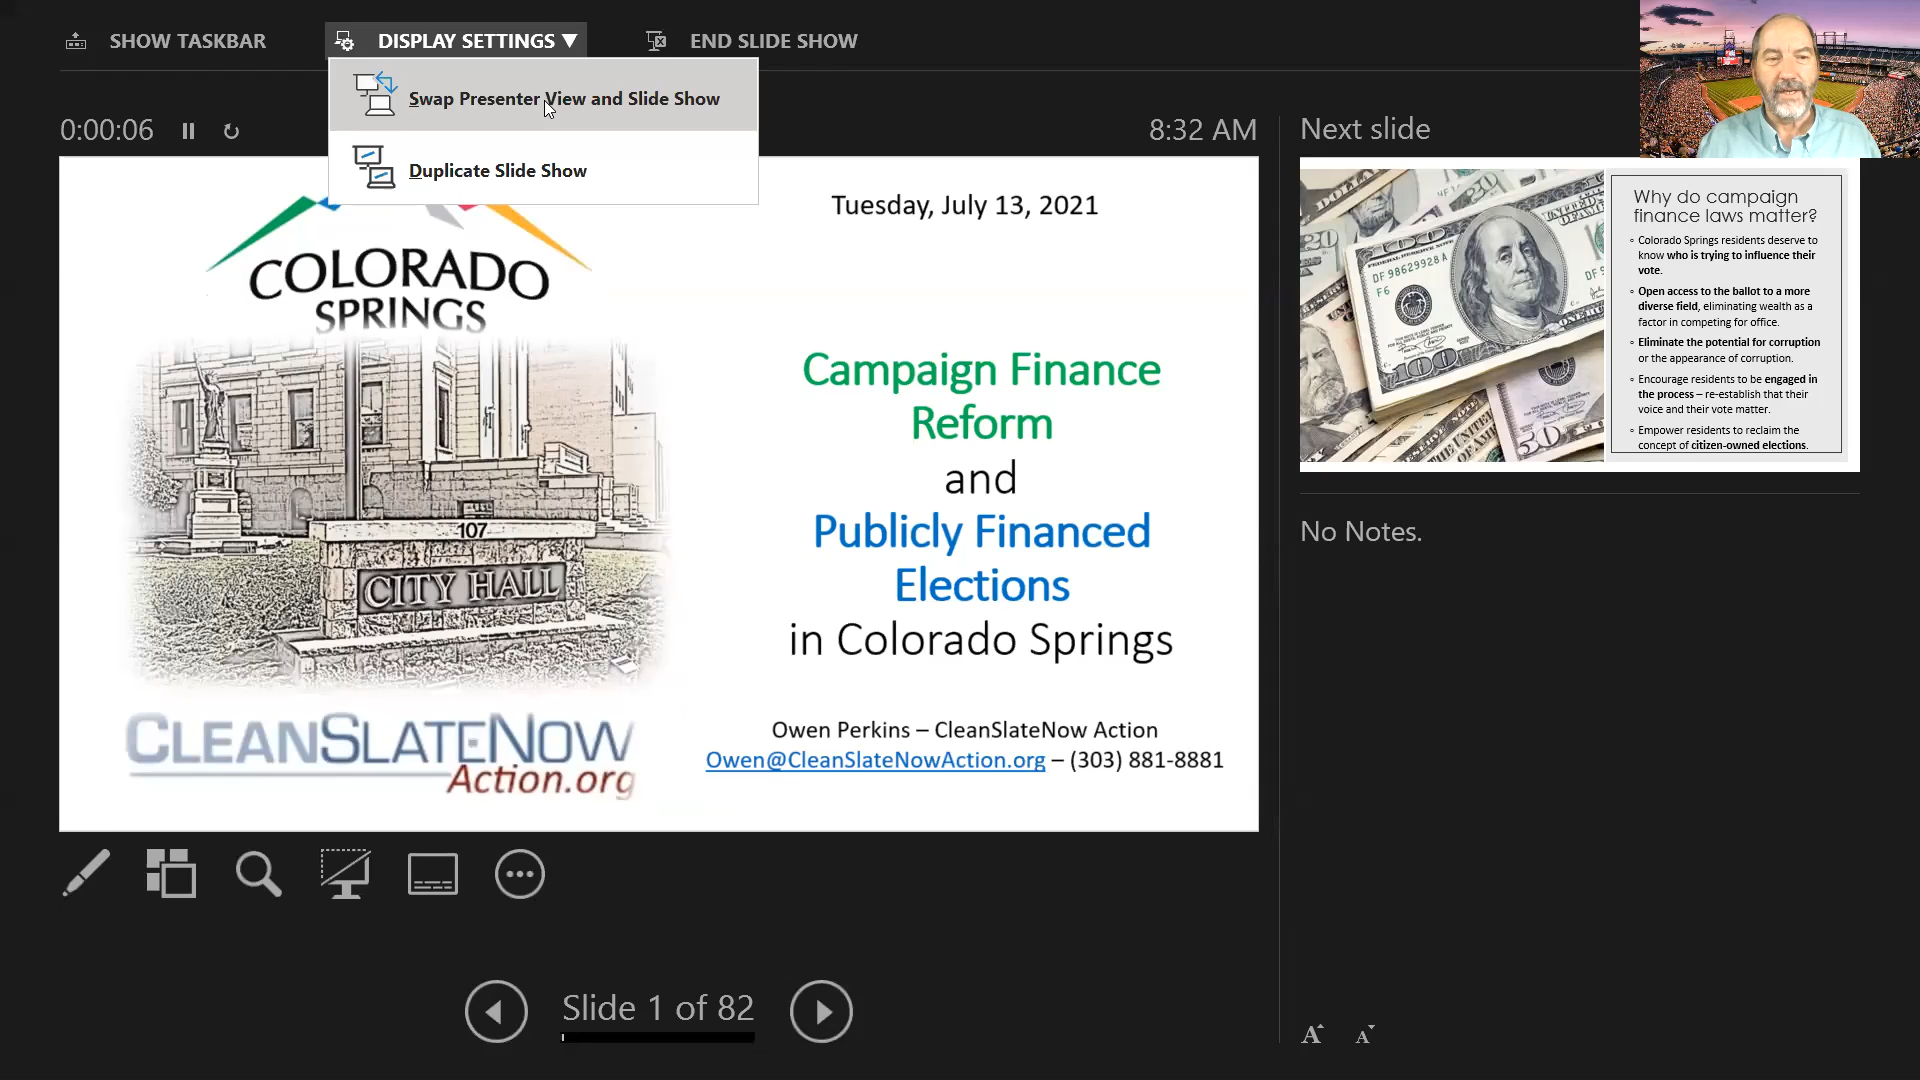 SHOW TASKBAR
DISPLAY SETTINGS ▼
END SLIDE SHOW
Swap Presenter View and Slide Show
Duplicate Slide Show
0:00:06
8:32 AM
Next slide
COLORADO
SPRINGS
107
CITY HALL
CLEANSLATENOW
Action.org
Tuesday, July 13, 2021
Campaign Finance
Reform
and
Publicly Financed
Elections
in Colorado Springs
Owen Perkins – CleanSlateNow Action
Owen@CleanSlateNowAction.org – (303) 881-8881
Why do campaign
finance laws matter?
◦ Colorado Springs residents deserve to
know who is trying to influence their
vote.
◦ Open access to the ballot to a more
diverse field, eliminating wealth as a
factor in competing for office.
◦ Eliminate the potential for corruption
or the appearance of corruption.
◦ Encourage residents to be engaged in
the process – re-establish that their
voice and their vote matter.
◦ Empower residents to reclaim the
concept of citizen-owned elections.
DF 98629928 A
F6
100
50
No Notes.
Slide 1 of 82
A A